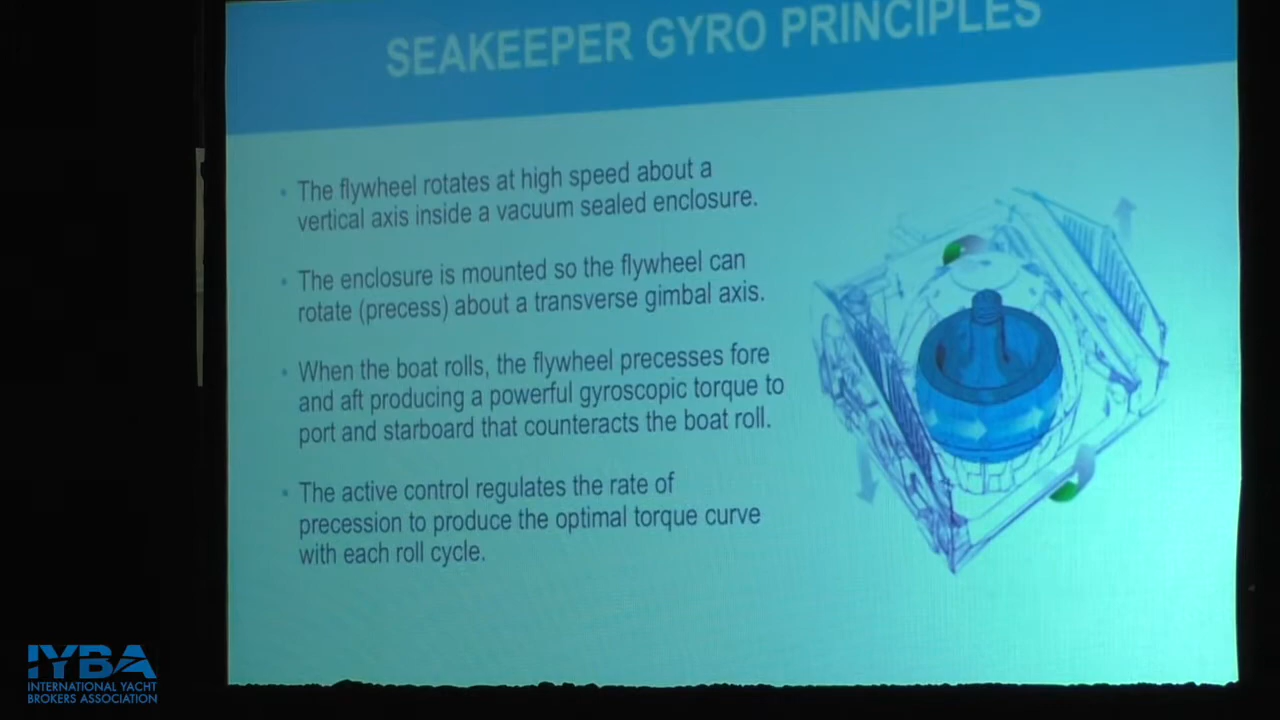 SEAKEEPER GYRO PRINCIPLES
• The flywheel rotates at high speed about a
vertical axis inside a vacuum sealed enclosure.
• The enclosure is mounted so the flywheel can
rotate (precess) about a transverse gimbal axis.
• When the boat rolls, the flywheel precesses fore
and aft producing a powerful gyroscopic torque to
port and starboard that counteracts the boat roll.
• The active control regulates the rate of
precession to produce the optimal torque curve
with each roll cycle.
IYBA
INTERNATIONAL YACHT
BROKERS ASSOCIATION